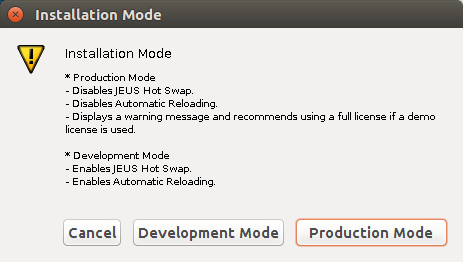 Installation Mode
Installation Mode
* Production Mode
- Disables JEUS Hot Swap.
- Disables Automatic Reloading.
- Displays a warning message and recommends using a full license if a demo
license is used.
* Development Mode
- Enables JEUS Hot Swap.
- Enables Automatic Reloading.
Cancel Development Mode Production Mode